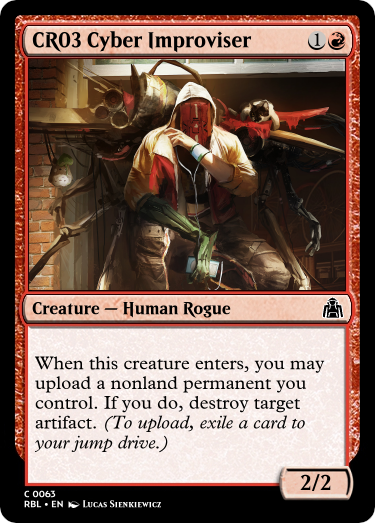 CR03 Cyber Improviser 1
Creature — Human Rogue
When this creature enters, you may
upload a nonland permanent you
control. If you do, destroy target
artifact. (To upload, exile a card to
your jump drive.)
2/2
C 0063
RBL • EN Lucas Sienkiewicz